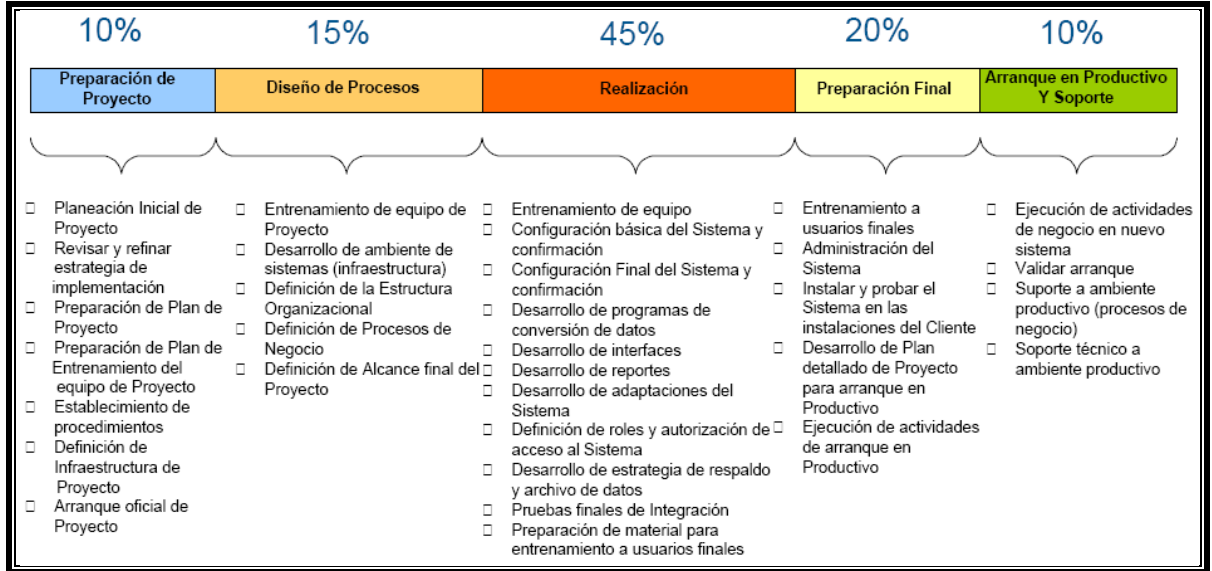 10%
15%
45%
20%
10%
Preparación de
Proyecto
Diseño de Procesos
Realización
Preparación Final
Arranque en Productivo
Y Soporte
Planeación Inicial de
Proyecto
Revisar y refinar
estrategia de
implementación
Preparación de Plan de
Proyecto
Preparación de Plan de
Entrenamiento del
equipo de Proyecto
Establecimiento de
procedimientos
Definición de
Infraestructura de
Proyecto
Arranque oficial de
Proyecto
Entrenamiento de equipo de
Proyecto
Desarrollo de ambiente de
sistemas (infraestructura)
Definición de la Estructura
Organizacional
Definición de Procesos de
Negocio
Definición de Alcance final del
Proyecto
Entrenamiento de equipo
Configuración básica del Sistema y
confirmación
Configuración Final del Sistema y
confirmación
Desarrollo de programas de
conversión de datos
Desarrollo de interfaces
Desarrollo de reportes
Desarrollo de adaptaciones del
Sistema
Definición de roles y autorización de
acceso al Sistema
Desarrollo de estrategia de respaldo
y archivo de datos
Pruebas finales de Integración
Preparación de material para
entrenamiento a usuarios finales
Entrenamiento a
usuarios finales
Administración del
Sistema
Instalar y probar el
Sistema en las
instalaciones del Cliente
Desarrollo de Plan
detallado de Proyecto
para arranque en
Productivo
Ejecución de actividades
de arranque en
Productivo
Ejecución de actividades
de negocio en nuevo
sistema
Validar arranque
Suporte a ambiente
productivo (procesos de
negocio)
Soporte técnico a
ambiente productivo